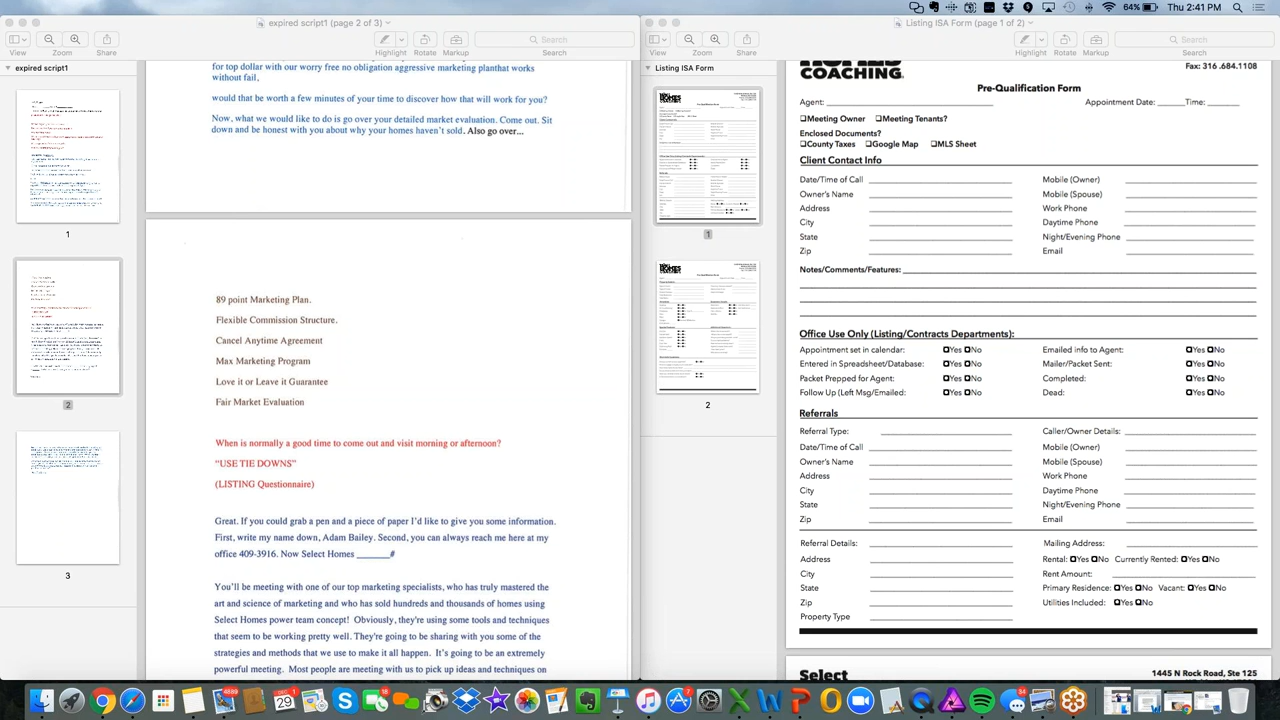 64% Thu 2:41 PM
expired script1 (page 2 of 3)
View Zoom Share Highlight Rotate Markup Search
Search
expired script1
1
2
3
for top dollar with our worry free no obligation aggressive marketing planthat works
without fail.
would that be worth a few minutes of your time to discover how that will work for you?
Now, what we would like to do is go over your detailed market evaluation. Come out. Sit
down and be honest with you about why your homes haven't sold. Also go over...
89 point Marketing Plan.
Flexible Commission Structure.
Cancel Anytime Agreement
Max Marketing Program
Love it or Leave it Guarantee
Fair Market Evaluation
When is normally a good time to come out and visit morning or afternoon?
“USE TIE DOWNS”
(LISTING Questionnaire)
Great. If you could grab a pen and a piece of paper I’d like to give you some information.
First, write my name down, Adam Bailey. Second, you can always reach me here at my
office 409-3916. Now Select Homes ______#
You’ll be meeting with one of our top marketing specialists, who has truly mastered the
art and science of marketing and who has sold hundreds and thousands of homes using
Select Homes power team concept! Obviously, they're using some tools and techniques
that seem to be working pretty well. They're going to be sharing with you some of the
strategies and methods that we use to make it all happen. It’s going to be an extremely
powerful meeting. Most people are meeting with us to pick up ideas and techniques on
Listing ISA Form (page 1 of 2)
View Zoom Share Highlight Rotate Markup Search
Search
Listing ISA Form
1
2
HOMES
COACHING
Fax: 316 .684.1108
Pre-Qualification Form
Agent: Appointment Date: Time:
Meeting Owner Meeting Tenants?
Enclosed Documents?
County Taxes Google Map MLS Sheet
Client Contact Info
Date/Time of Call Mobile (Owner)
Owner's Name Mobile (Spouse)
Address Work Phone
City Daytime Phone
State Night/Evening Phone
Zip Email
Notes/Comments/Features:
Office Use Only (Listing/Contracts Departments):
Appointment set in calendar: Yes No Emailed info to agent: Yes No
Entered in Spreadsheet/Database: Yes No Mailer/Packet Sent: Yes No
Packet Prepped for Agent: Yes No Completed: Yes No
Follow Up (Left Msg/Emailed: Yes No Dead: Yes No
Referrals
Referral Type: Caller/Owner Details:
Date/Time of Call Mobile (Owner)
Owner's Name Mobile (Spouse)
Address Work Phone
City Daytime Phone
State Night/Evening Phone
Zip Email
Referral Details: Mailing Address:
Address Rental: Yes No Currently Rented: Yes No
City Rent Amount:
State Primary Residence: Yes No Vacant: Yes No
Zip Utilities Included: Yes No
Property Type
Select
1445 N Rock Road, Ste 125